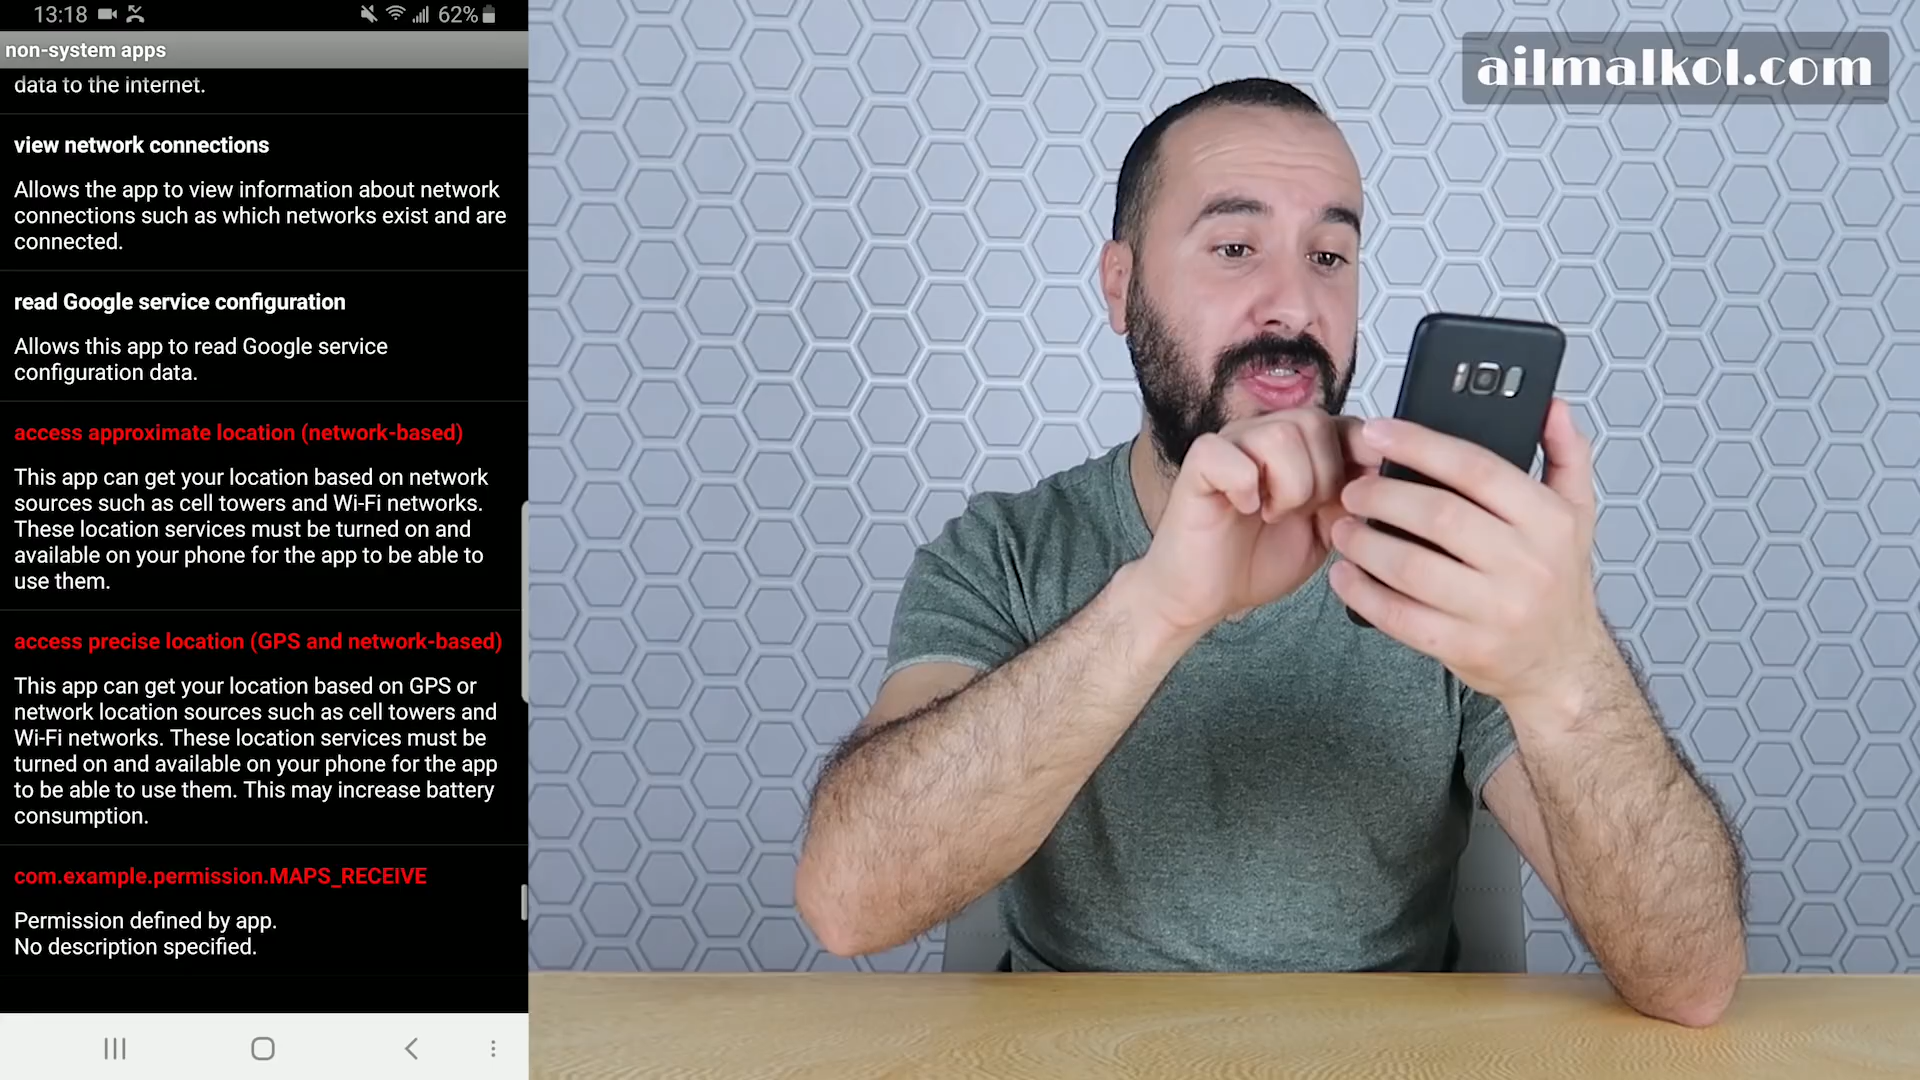 13:18
62%
non-system apps
data to the internet.
view network connections
Allows the app to view information about network
connections such as which networks exist and are
connected.
read Google service configuration
Allows this app to read Google service
configuration data.
access approximate location (network-based)
This app can get your location based on network
sources such as cell towers and Wi-Fi networks.
These location services must be turned on and
available on your phone for the app to be able to
use them.
access precise location (GPS and network-based)
This app can get your location based on GPS or
network location sources such as cell towers and
Wi-Fi networks. These location services must be
turned on and available on your phone for the app
to be able to use them. This may increase battery
consumption.
com.example.permission.MAPS_RECEIVE
Permission defined by app.
No description specified.
ailmalkol.com